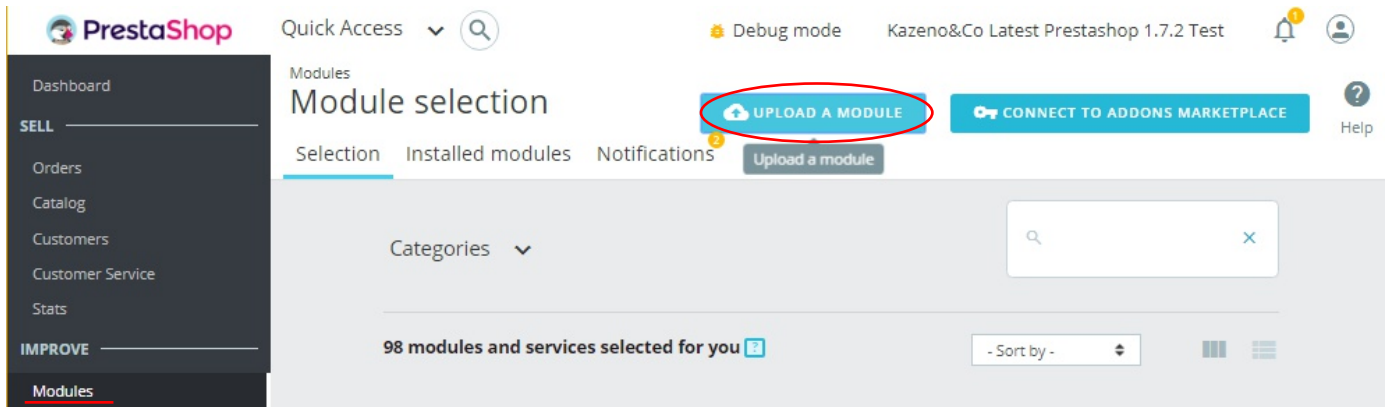 PrestaShop
Quick Access
Debug mode
Kazeno&Co Latest Prestashop 1.7.2 Test
1
Dashboard
SELL
Orders
Catalog
Customers
Customer Service
Stats
IMPROVE
Modules
Modules
Module selection
UPLOAD A MODULE
CONNECT TO ADDONS MARKETPLACE
?
Help
Selection
Installed modules
Notifications
2
Upload a module
Categories
98 modules and services selected for you ?
- Sort by -